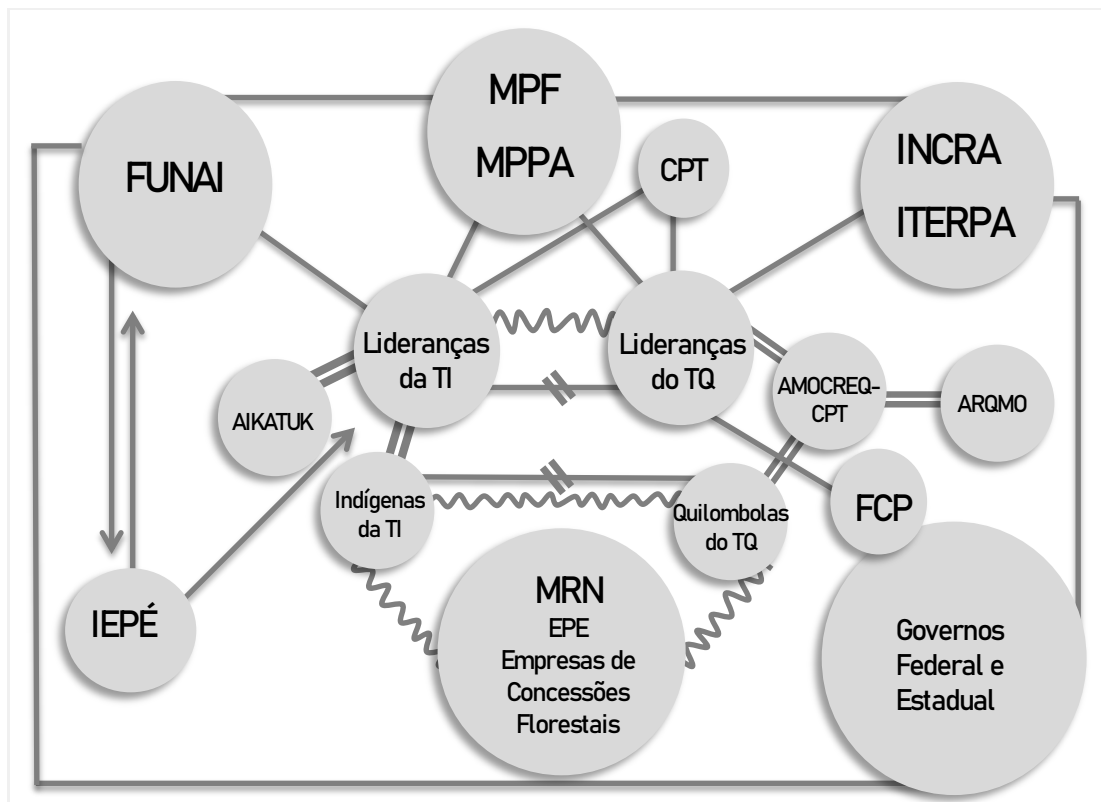 MPF
MPPA
FUNAI
CPT
INCRA
ITERPA
Lideranças
da TI
Lideranças
do TQ
AIKATUK
AMOCREQ-
CPT
ARQMO
Indígenas
da TI
Quilombolas
do TQ
FCP
IEPÉ
MRN
EPE
Empresas de
Concessões
Florestais
Governos
Federal e
Estadual